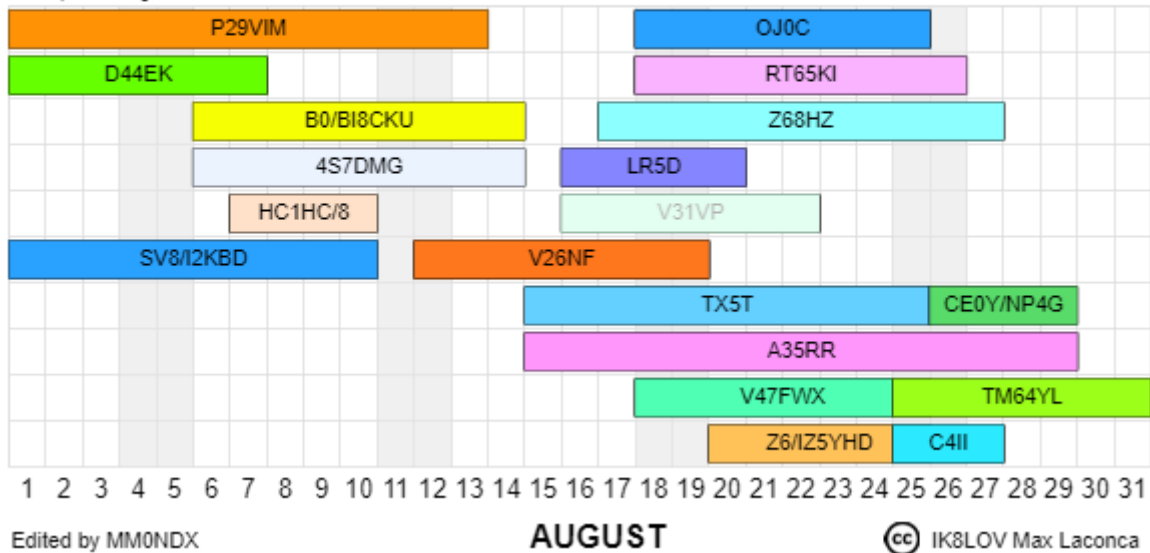 P29VIM OJ0C
D44EK RT65KI
B0/BI8CKU Z68HZ
4S7DMG LR5D
HC1HC/8 V31VP
SV8/I2KBD V26NF
TX5T CE0Y/NP4G
A35RR
V47FWX TM64YL
Z6/IZ5YHD C4II
1 2 3 4 5 6 7 8 9 10 11 12 13 14 15 16 17 18 19 20 21 22 23 24 25 26 27 28 29 30 31
Edited by MM0NDX AUGUST cc IK8LOV Max Laconca